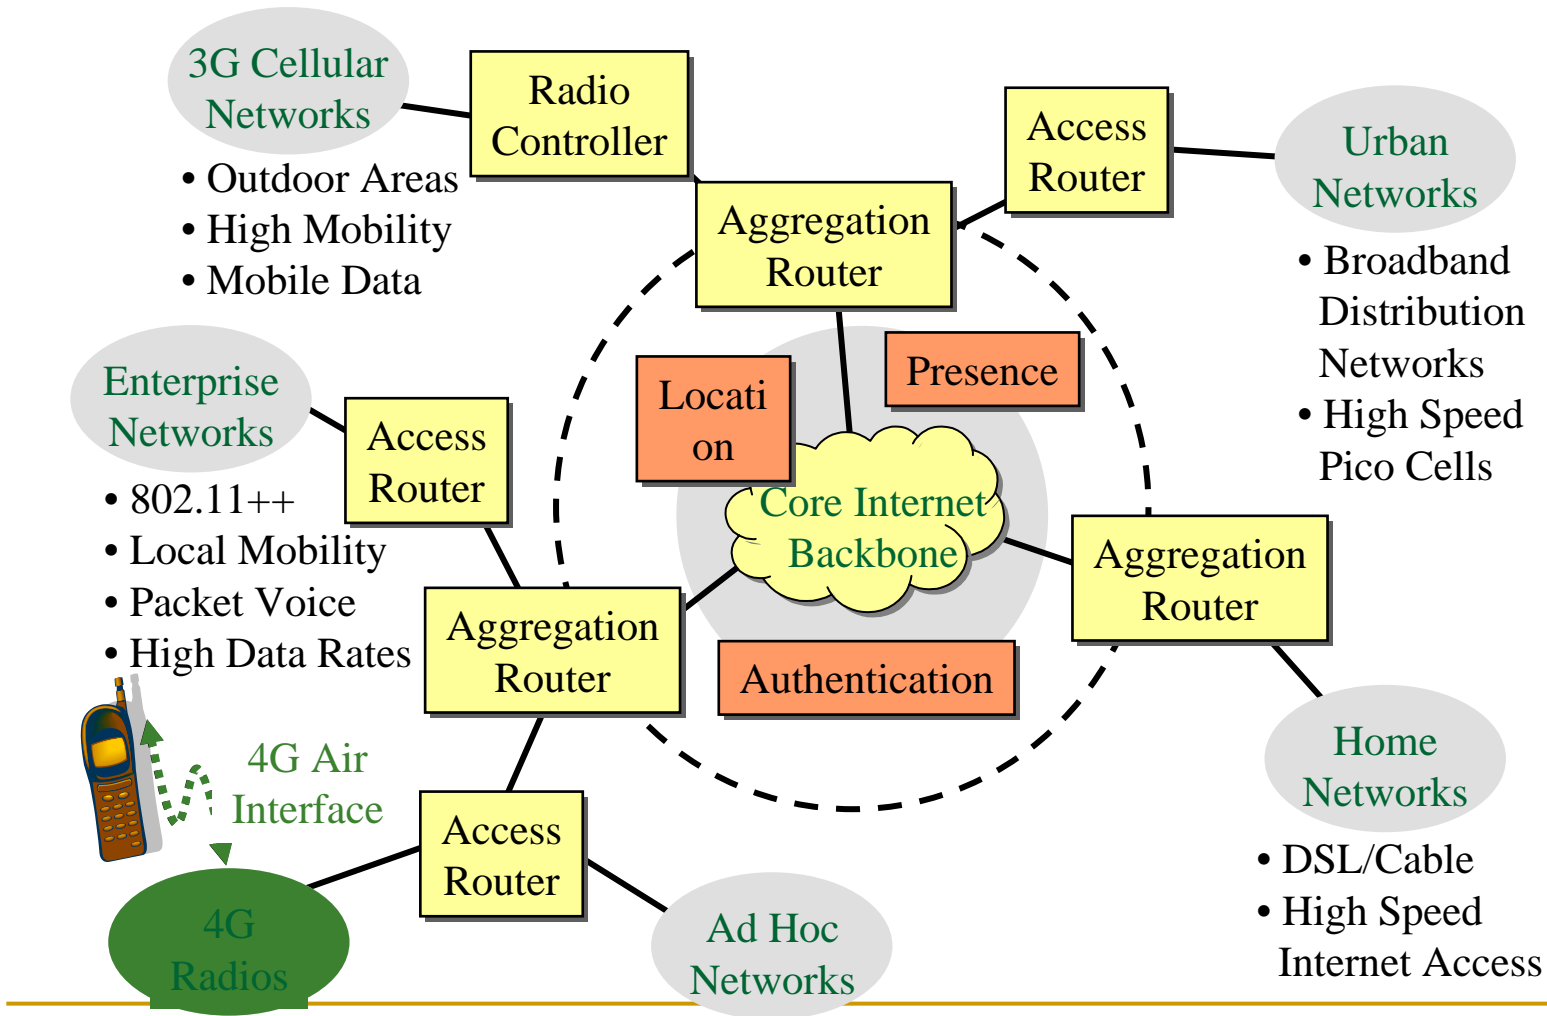 3G Cellular
Networks
• Outdoor Areas
• High Mobility
• Mobile Data
Radio
Controller
Access
Router
Urban
Networks
• Broadband
Distribution
Networks
• High Speed
Pico Cells
Aggregation
Router
Enterprise
Networks
• 802.11++
• Local Mobility
• Packet Voice
• High Data Rates
Access
Router
Locati
on
Presence
Core Internet
Backbone
Authentication
Aggregation
Router
Aggregation
Router
Home
Networks
• DSL/Cable
• High Speed
Internet Access
4G Air
Interface
Access
Router
4G
Radios
Ad Hoc
Networks